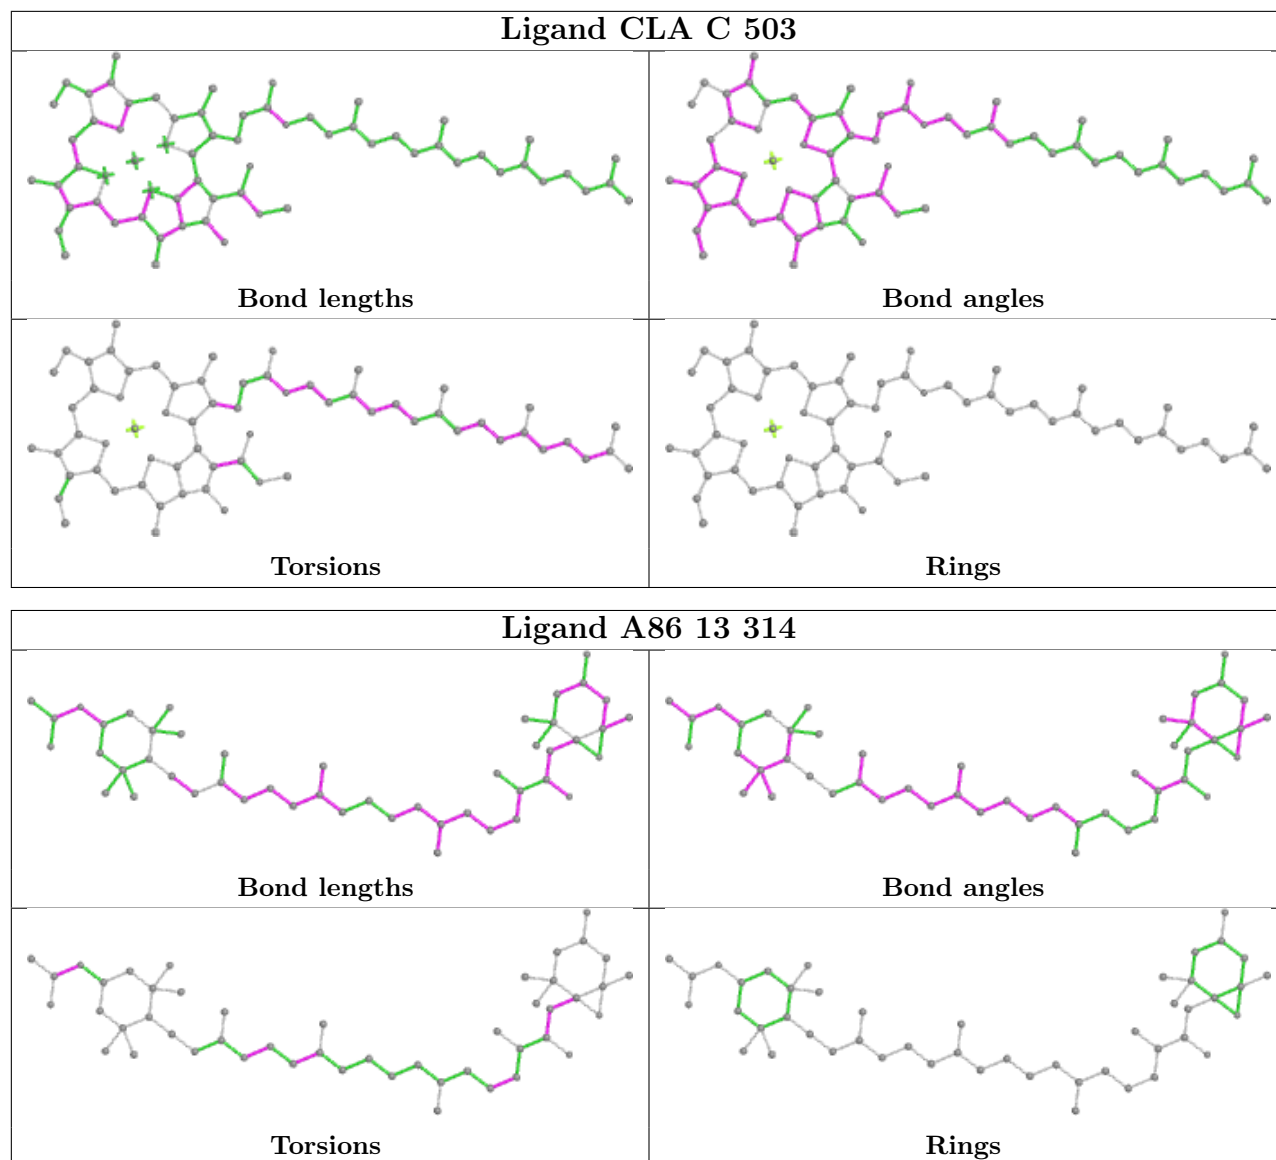 Ligand CLA C 503
Bond lengths
Bond angles
Torsions
Rings
Ligand A86 13 314
Bond lengths
Bond angles
Torsions
Rings